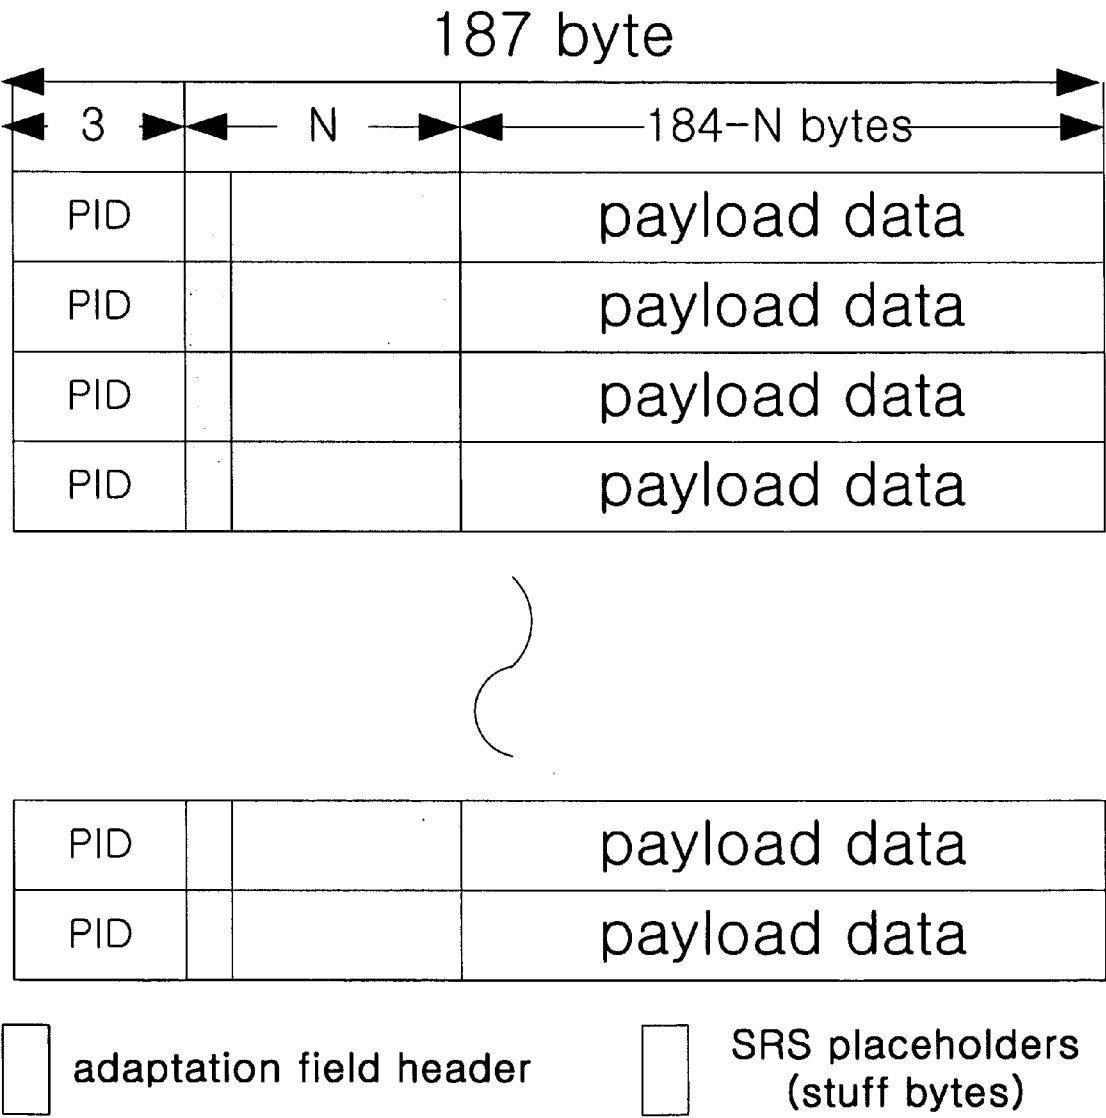 187 byte
3 N 184-N bytes
PID payload data
PID payload data
PID payload data
PID payload data
PID payload data
PID payload data
adaptation field header
SRS placeholders
(stuff bytes)